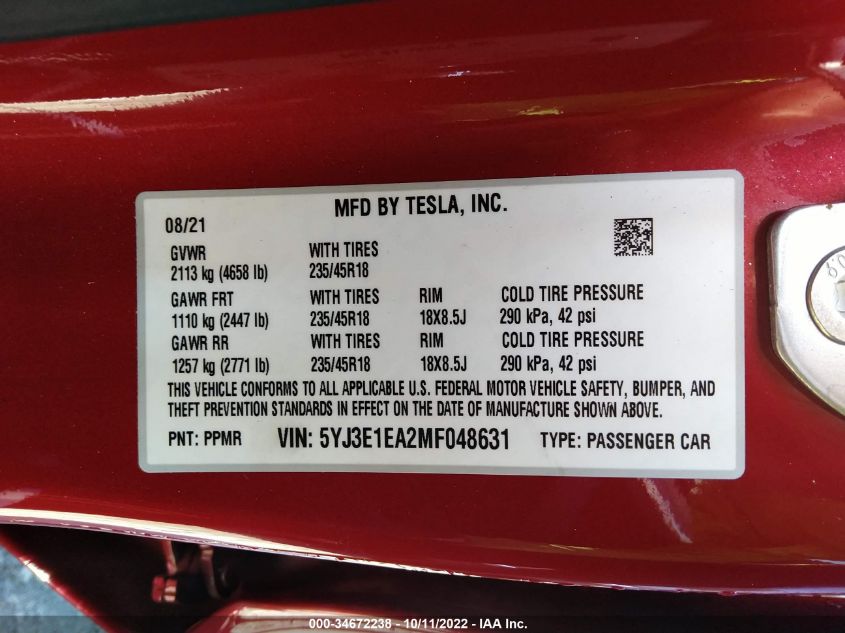 MFD BY TESLA, INC.
08/21
GVWR WITH TIRES
2113 kg (4658 lb) 235/45R18
GAWR FRT WITH TIRES RIM COLD TIRE PRESSURE
1110 kg (2447 lb) 235/45R18 18X8.5J 290 kPa, 42 psi
GAWR RR WITH TIRES RIM COLD TIRE PRESSURE
1257 kg (2771 lb) 235/45R18 18X8.5J 290 kPa, 42 psi
THIS VEHICLE CONFORMS TO ALL APPLICABLE U.S. FEDERAL MOTOR VEHICLE SAFETY, BUMPER, AND
THEFT PREVENTION STANDARDS IN EFFECT ON THE DATE OF MANUFACTURE SHOWN ABOVE.
PNT: PPMR VIN: 5YJ3E1EA2MF048631 TYPE: PASSENGER CAR
000-34672238 - 10/11/2022 - IAA Inc.